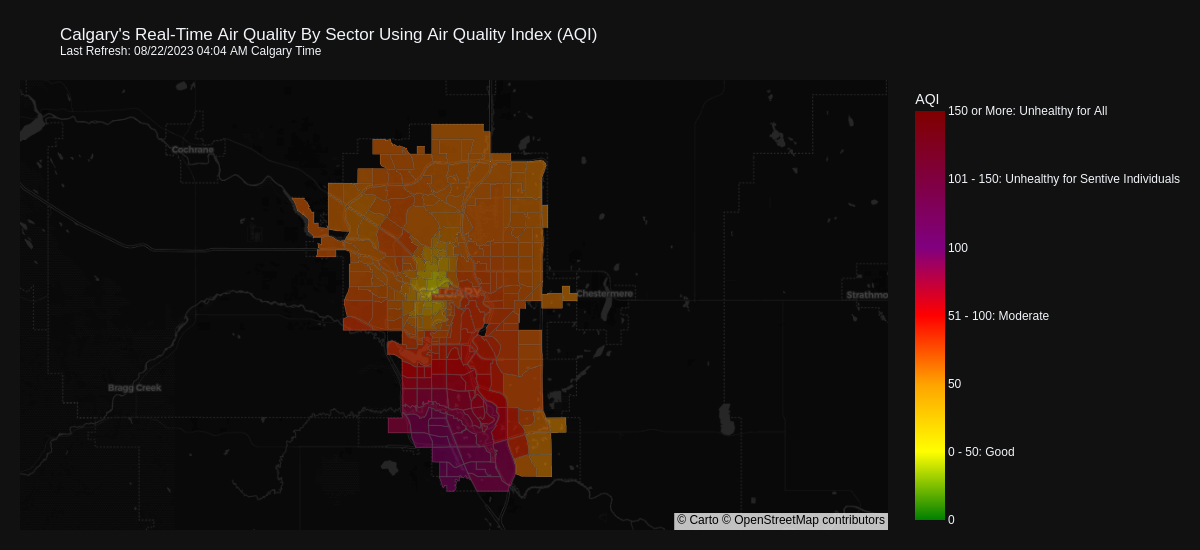 Calgary's Real-Time Air Quality By Sector Using Air Quality Index (AQI)
Last Refresh: 08/22/2023 04:04 AM Calgary Time
AQI
150 or More: Unhealthy for All
Cochrane
101 - 150: Unhealthy for Sentive Individuals
100
Chestermere
Strathmo
51 - 100: Moderate
50
Bragg Creek
0 - 50: Good
0
© Carto © OpenStreetMap contributors